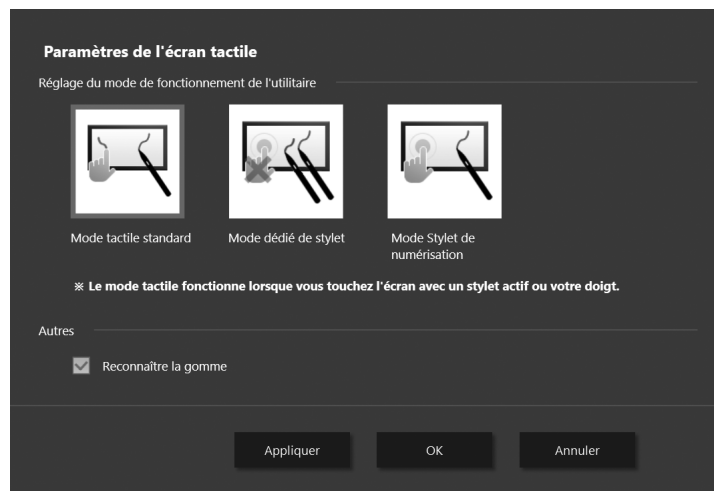 Paramètres de l'écran tactile
Réglage du mode de fonctionnement de l'utilitaire
Mode tactile standard
Mode dédié de stylet
Mode Stylet de
numérisation
※ Le mode tactile fonctionne lorsque vous touchez l'écran avec un stylet actif ou votre doigt.
Autres
Reconnaître la gomme
Appliquer
OK
Annuler